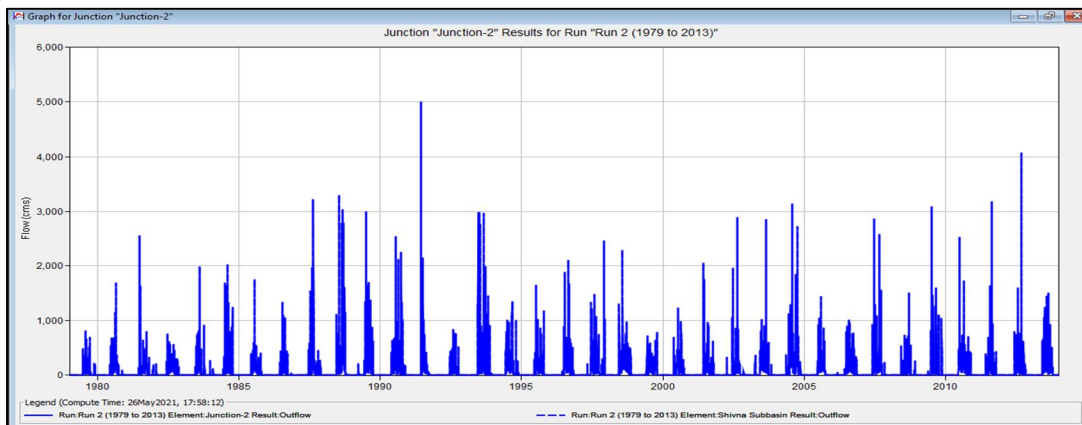 Graph for Junction "Junction-2"
Junction "Junction-2" Results for Run "Run 2 (1979 to 2013)"
6,000
5,000
4,000
3,000
2,000
1,000
0
Flow (cms)
1980
1985
1990
1995
2000
2005
2010
Legend (Compute Time: 26May2021, 17:58:12)
Run:Run 2 (1979 to 2013) Element:Junction-2 Result:Outflow
Run:Run 2 (1979 to 2013) Element:Shivna Subbasin Result:Outflow